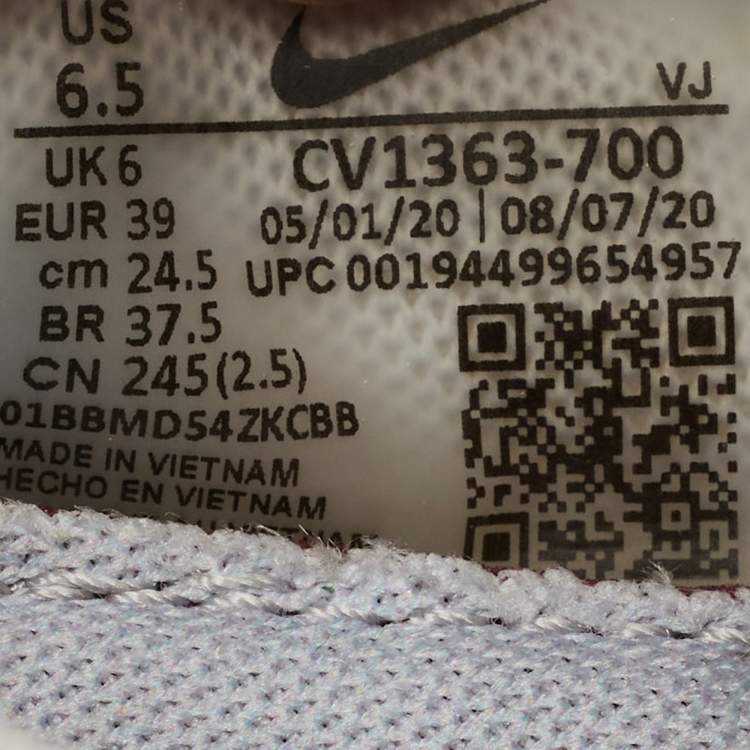 US
6.5
VJ
UK 6
CV1363-700
EUR 39
05/01/20 | 08/07/20
cm 24.5
UPC 00194499654957
BR 37.5
CN 245(2.5)
01BBMD54ZKCBB
MADE IN VIETNAM
HECHO EN VIETNAM
VIETNAM